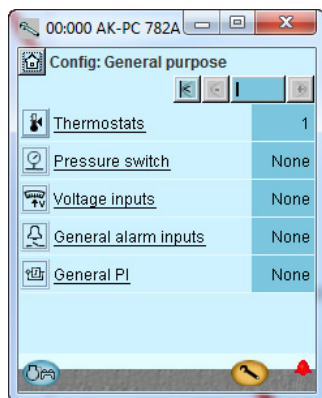 00:000 AK-PC 782A
Config: General purpose
Thermostats 1
Pressure switch None
Voltage inputs None
General alarm inputs None
General PI None